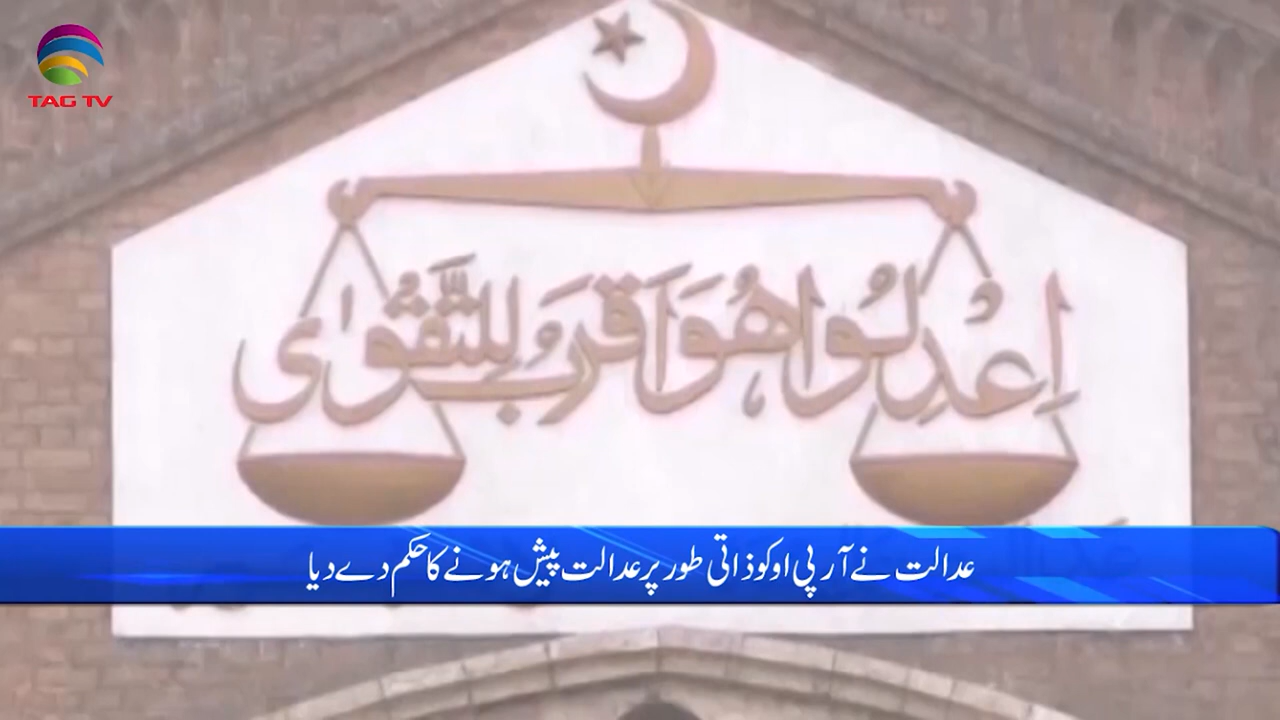 TAG TV
اِعْدِلُوا هُوَ اَقْرَبُ لِلتَّقْوٰی
عدالت نے آر پی او کو ذاتی طور پر عدالت پیش ہونے کا حکم دے دیا